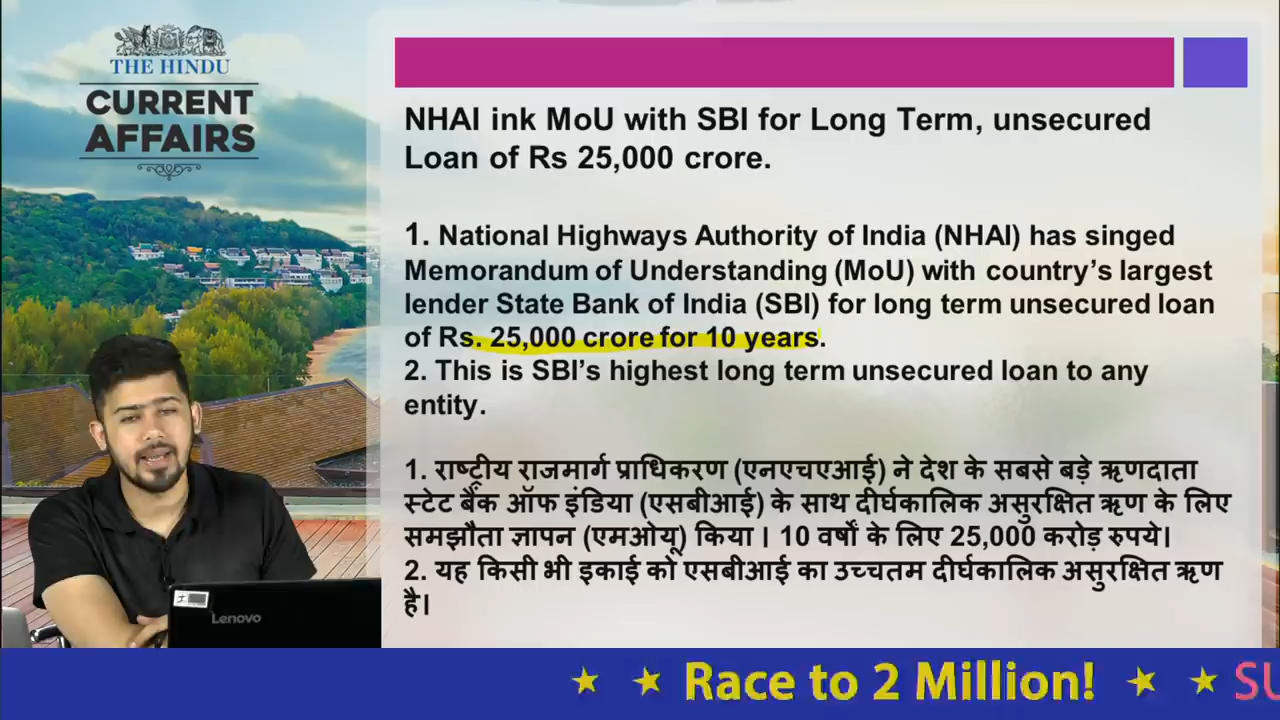 THE HINDU
CURRENT
AFFAIRS
NHAI ink MoU with SBI for Long Term, unsecured
Loan of Rs 25,000 crore.
1. National Highways Authority of India (NHAI) has singed
Memorandum of Understanding (MoU) with country's largest
lender State Bank of India (SBI) for long term unsecured loan
of Rs. 25,000 crore for 10 years.
2. This is SBI's highest long term unsecured loan to any
entity.
1. राष्ट्रीय राजमार्ग प्राधिकरण (एनएचएआई) ने देश के सबसे बड़े ऋणदाता
स्टेट बैंक ऑफ इंडिया (एसबीआई) के साथ दीर्घकालिक असुरक्षित ऋण के लिए
समझौता ज्ञापन (एमओयू) किया । 10 वर्षों के लिए 25,000 करोड़ रुपये।
2. यह किसी भी इकाई को एसबीआई का उच्चतम दीर्घकालिक असुरक्षित ऋण
है।
Lenovo
★ ★ Race to 2 Million! ★ ★ SU